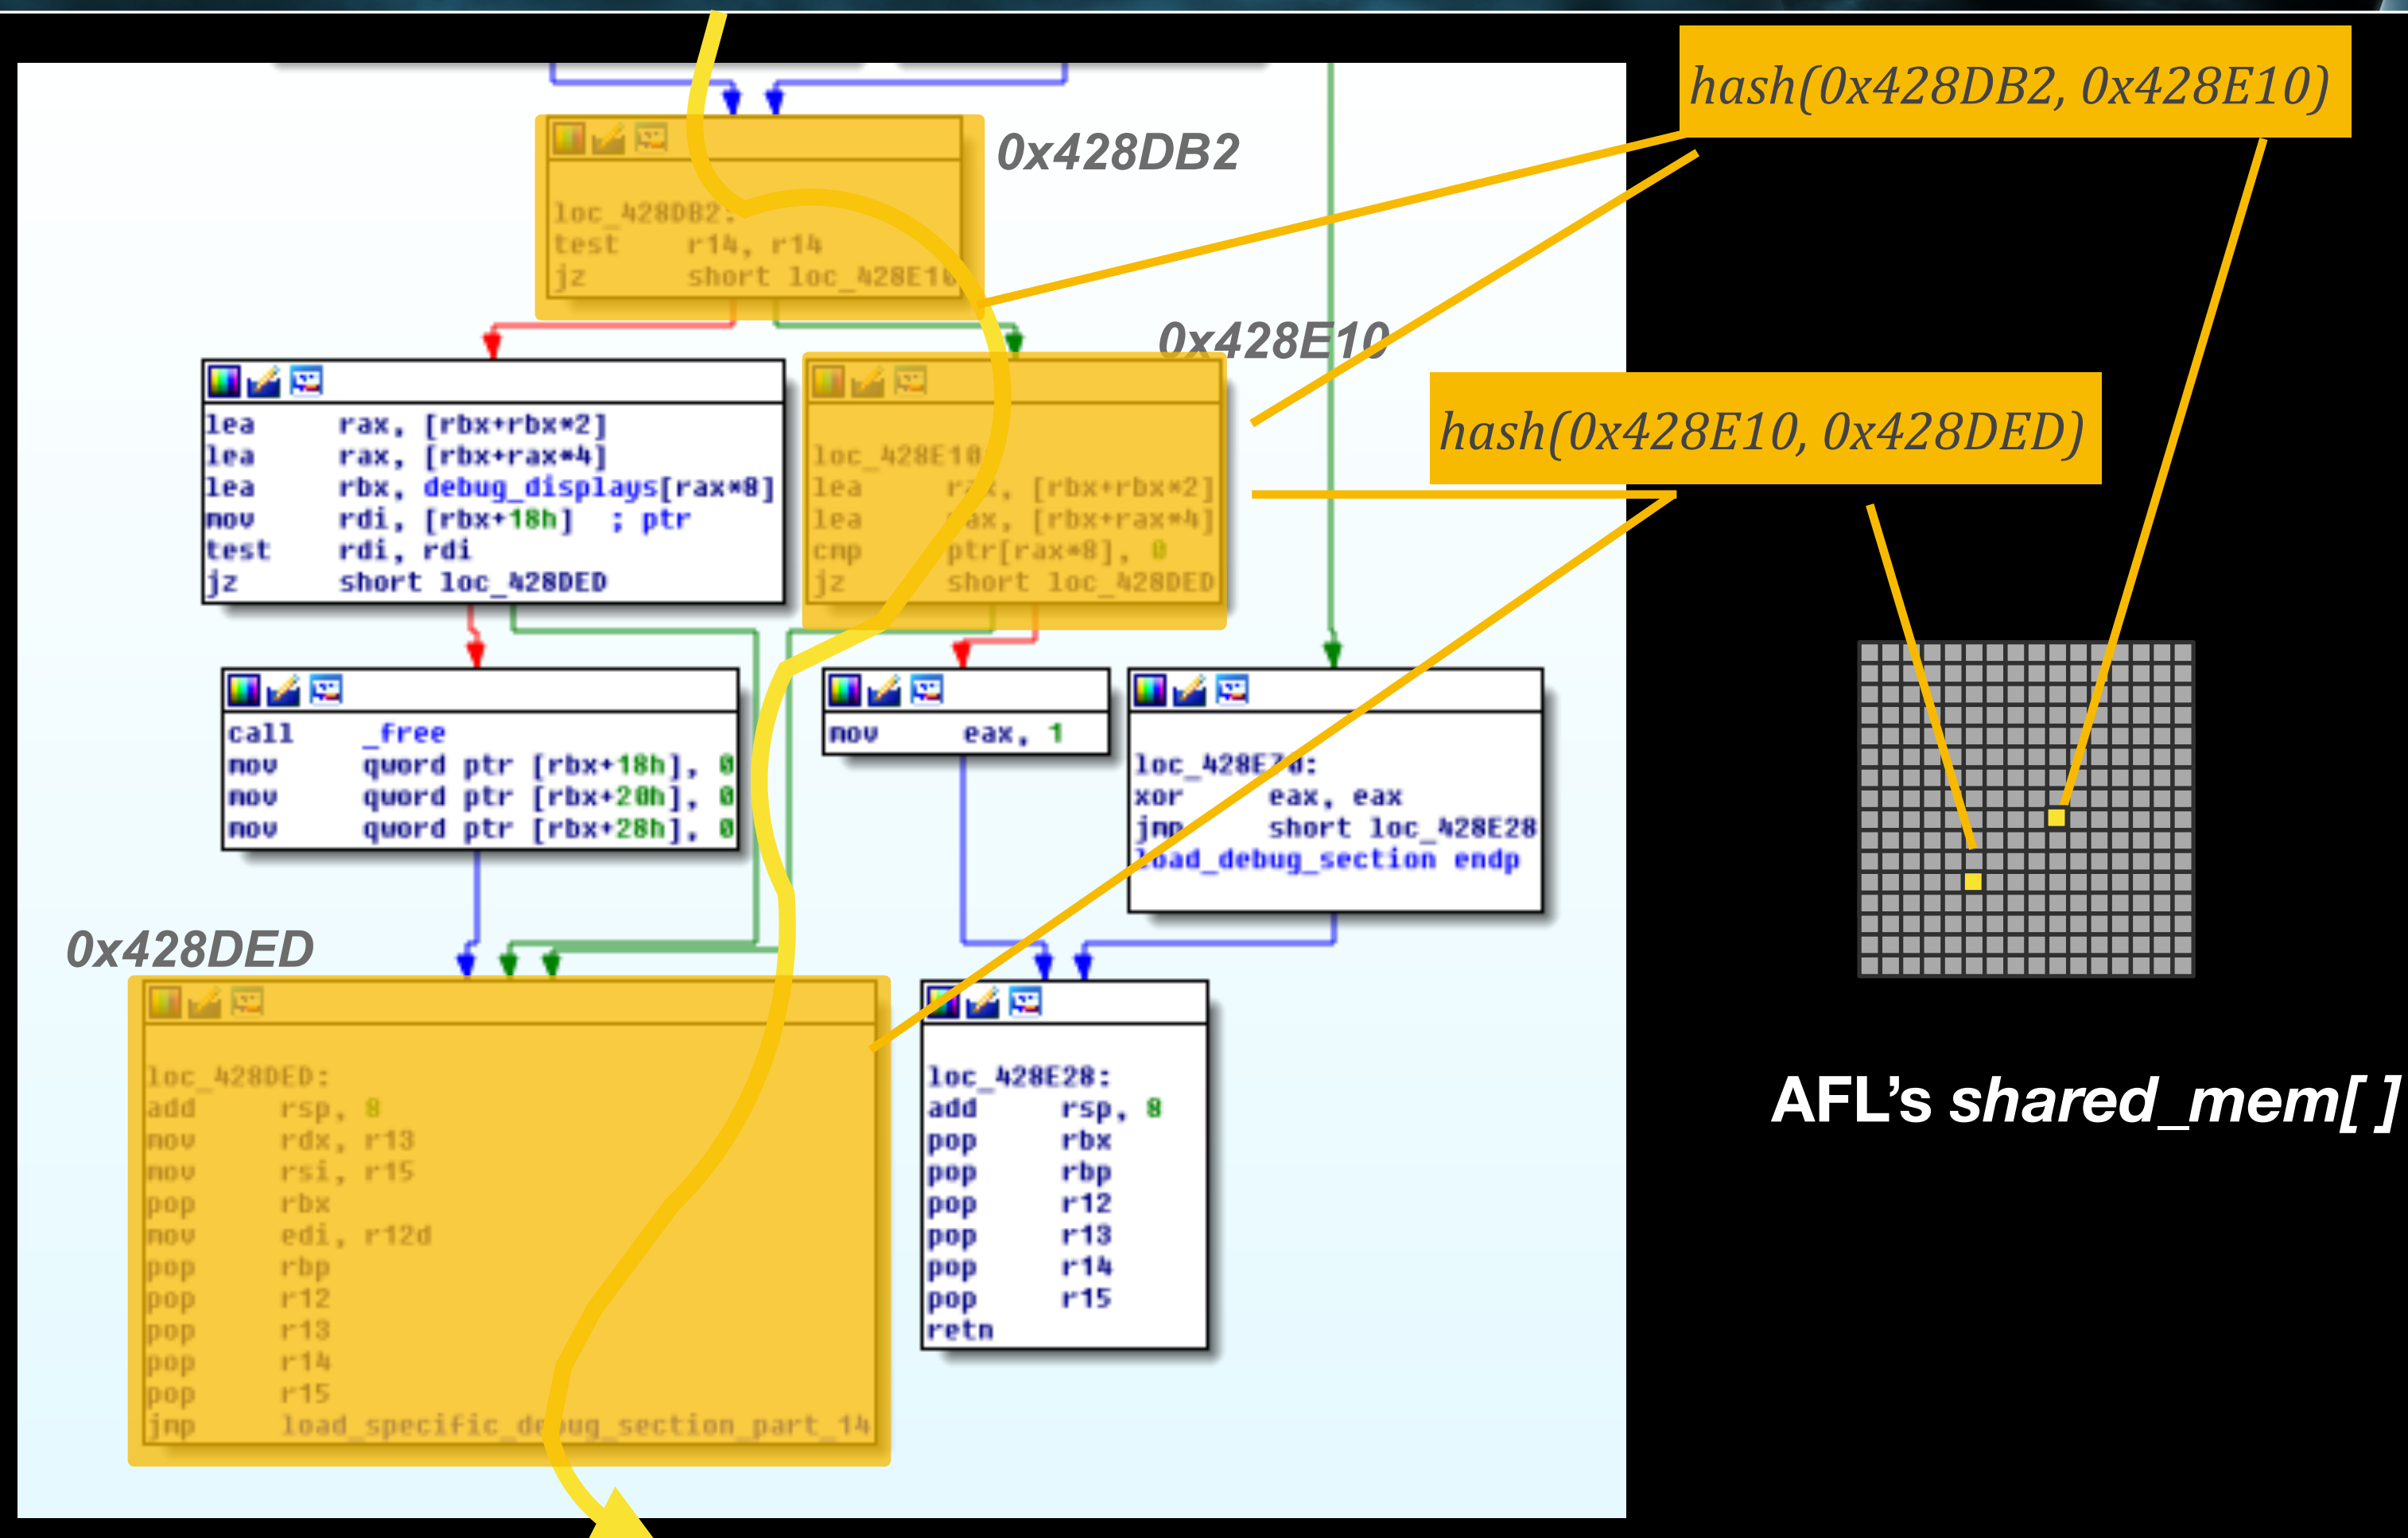 hash(0x428DB2, 0x428E10)
0x428DB2
loc_428DB2:
test r14, r14
jz short loc_428E10
0x428E10
lea rax, [rbx+rbx*2]
lea rax, [rbx+rax*4]
lea rbx, debug_displays[rax*8]
mov rdi, [rbx+18h] ; ptr
test rdi, rdi
jz short loc_428DED
loc_428E10:
lea rax, [rbx+rbx*2]
lea rax, [rbx+rax*4]
cmp ptr[rax*8], 0
jz short loc_428DED
hash(0x428E10, 0x428DED)
call _free
mov qword ptr [rbx+18h], 0
mov qword ptr [rbx+20h], 0
mov qword ptr [rbx+28h], 0
mov eax, 1
loc_428E70:
xor eax, eax
jmp short loc_428E28
load_debug_section endp
0x428DED
loc_428DED:
add rsp, 8
mov rdx, r13
mov rsi, r15
pop rbx
mov edi, r12d
pop rbp
pop r12
pop r13
pop r14
pop r15
jmp load_specific_debug_section_part_14
loc_428E28:
add rsp, 8
pop rbx
pop rbp
pop r12
pop r13
pop r14
pop r15
retn
AFL’s shared_mem[ ]